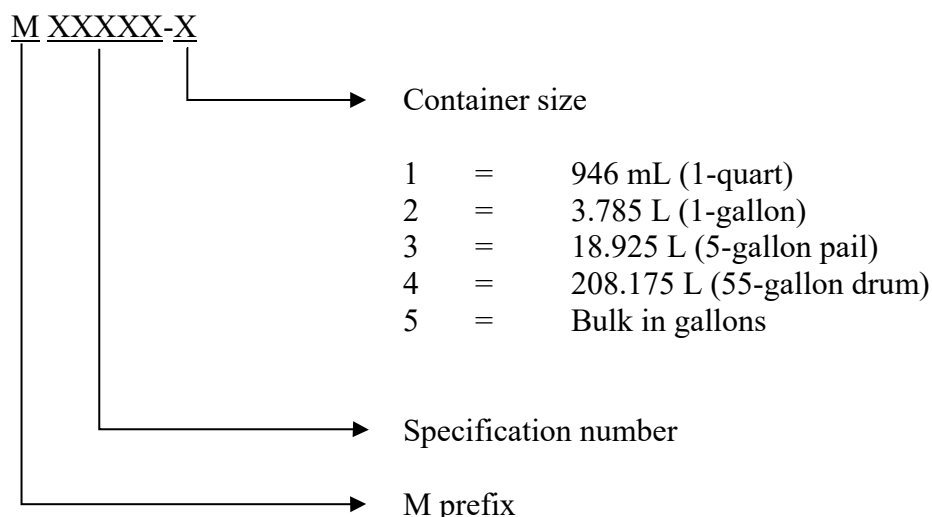 M XXXXX-X
Container size
1 = 946 mL (1-quart)
2 = 3.785 L (1-gallon)
3 = 18.925 L (5-gallon pail)
4 = 208.175 L (55-gallon drum)
5 = Bulk in gallons
Specification number
M prefix